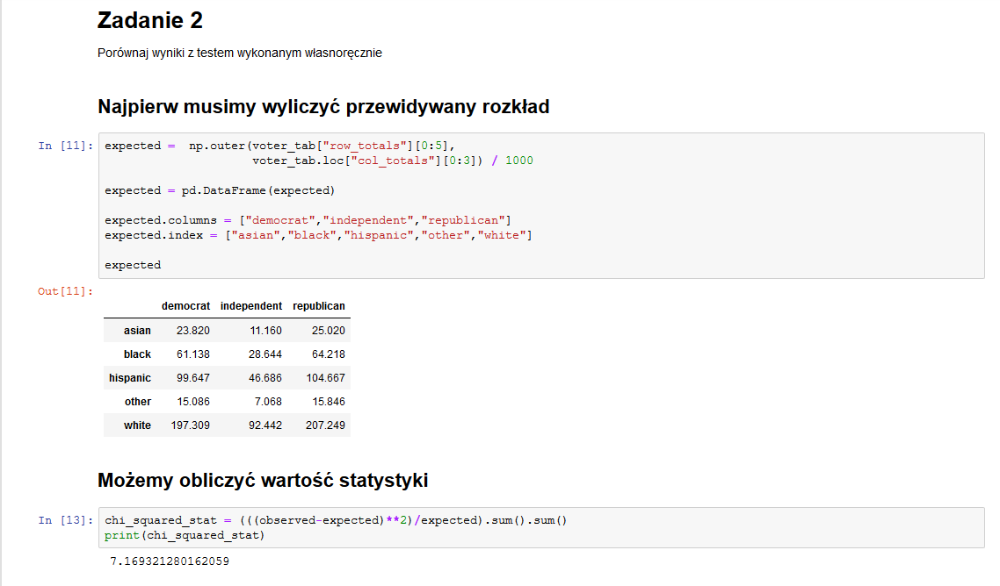 Zadanie 2
Porównaj wyniki z testem wykonanym własnoręcznie
Najpierw musimy wyliczyć przewidywany rozkład
In [11]: expected =  np.outer(voter_tab["row_totals"][0:5],
voter_tab.loc["col_totals"][0:3]) / 1000
expected = pd.DataFrame(expected)
expected.columns = ["democrat","independent","republican"]
expected.index = ["asian","black","hispanic","other","white"]
expected
Out[11]:
democrat independent republican
asian 23.820 11.160 25.020
black 61.138 28.644 64.218
hispanic 99.647 46.686 104.667
other 15.086 7.068 15.846
white 197.309 92.442 207.249
Możemy obliczyć wartość statystyki
In [13]: chi_squared_stat = (((observed-expected)**2)/expected).sum().sum()
print(chi_squared_stat)
7.169321280162059